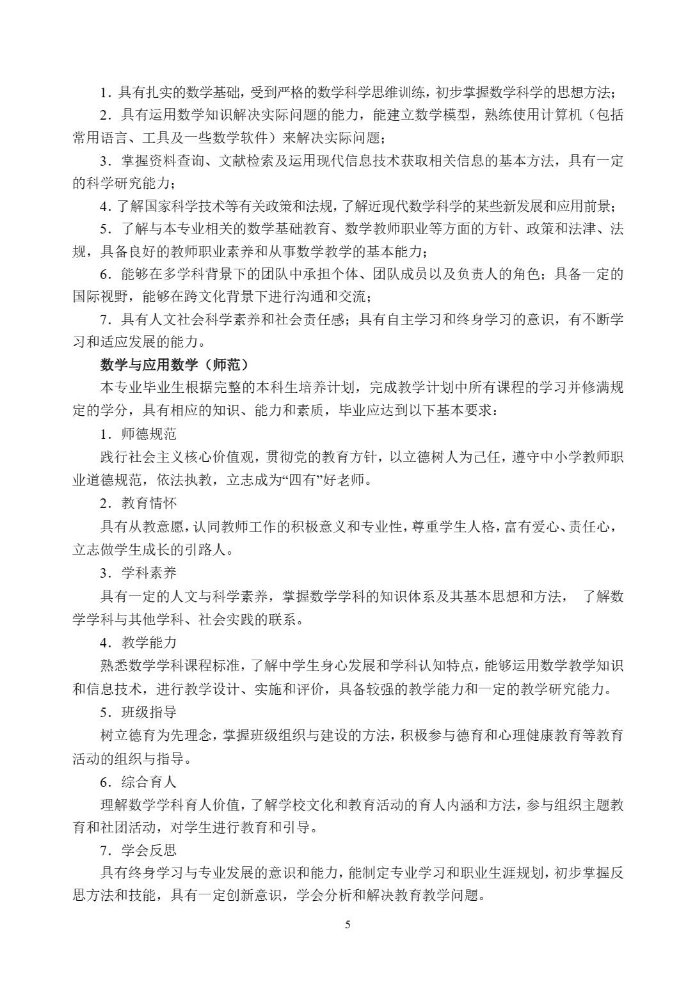 1．具有扎实的数学基础，受到严格的数学科学思维训练，初步掌握数学科学的思想方法；
2．具有运用数学知识解决实际问题的能力，能建立数学模型，熟练使用计算机（包括
常用语言、工具及一些数学软件）来解决实际问题；
3．掌握资料查询、文献检索及运用现代信息技术获取相关信息的基本方法，具有一定
的科学研究能力；
4．了解国家科学技术等有关政策和法规，了解近现代数学科学的某些新发展和应用前景；
5．了解与本专业相关的数学基础教育、数学教师职业等方面的方针、政策和法律、法
规，具备良好的教师职业素养和从事数学教学的基本能力；
6．能够在多学科背景下的团队中承担个体、团队成员以及负责人的角色；具备一定的
国际视野，能够在跨文化背景下进行沟通和交流；
7．具有人文社会科学素养和社会责任感；具有自主学习和终身学习的意识，有不断学
习和适应发展的能力。
数学与应用数学（师范）
本专业毕业生根据完整的本科生培养计划，完成教学计划中所有课程的学习并修满规
定的学分，具有相应的知识、能力和素质，毕业应达到以下基本要求：
1．师德规范
践行社会主义核心价值观，贯彻党的教育方针，以立德树人为己任，遵守中小学教师职
业道德规范，依法执教，立志成为“四有”好老师。
2．教育情怀
具有从教意愿，认同教师工作的积极意义和专业性，尊重学生人格，富有爱心、责任心，
立志做学生成长的引路人。
3．学科素养
具有一定的人文与科学素养，掌握数学学科的知识体系及其基本思想和方法， 了解数
学学科与其他学科、社会实践的联系。
4．教学能力
熟悉数学学科课程标准，了解中学生身心发展和学科认知特点，能够运用数学教学知识
和信息技术，进行教学设计、实施和评价，具备较强的教学能力和一定的教学研究能力。
5．班级指导
树立德育为先理念，掌握班级组织与建设的方法，积极参与德育和心理健康教育等教育
活动的组织与指导。
6．综合育人
理解数学学科育人价值，了解学校文化和教育活动的育人内涵和方法，参与组织主题教
育和社团活动，对学生进行教育和引导。
7．学会反思
具有终身学习与专业发展的意识和能力，能制定专业学习和职业生涯规划，初步掌握反
思方法和技能，具有一定创新意识，学会分析和解决教育教学问题。
5